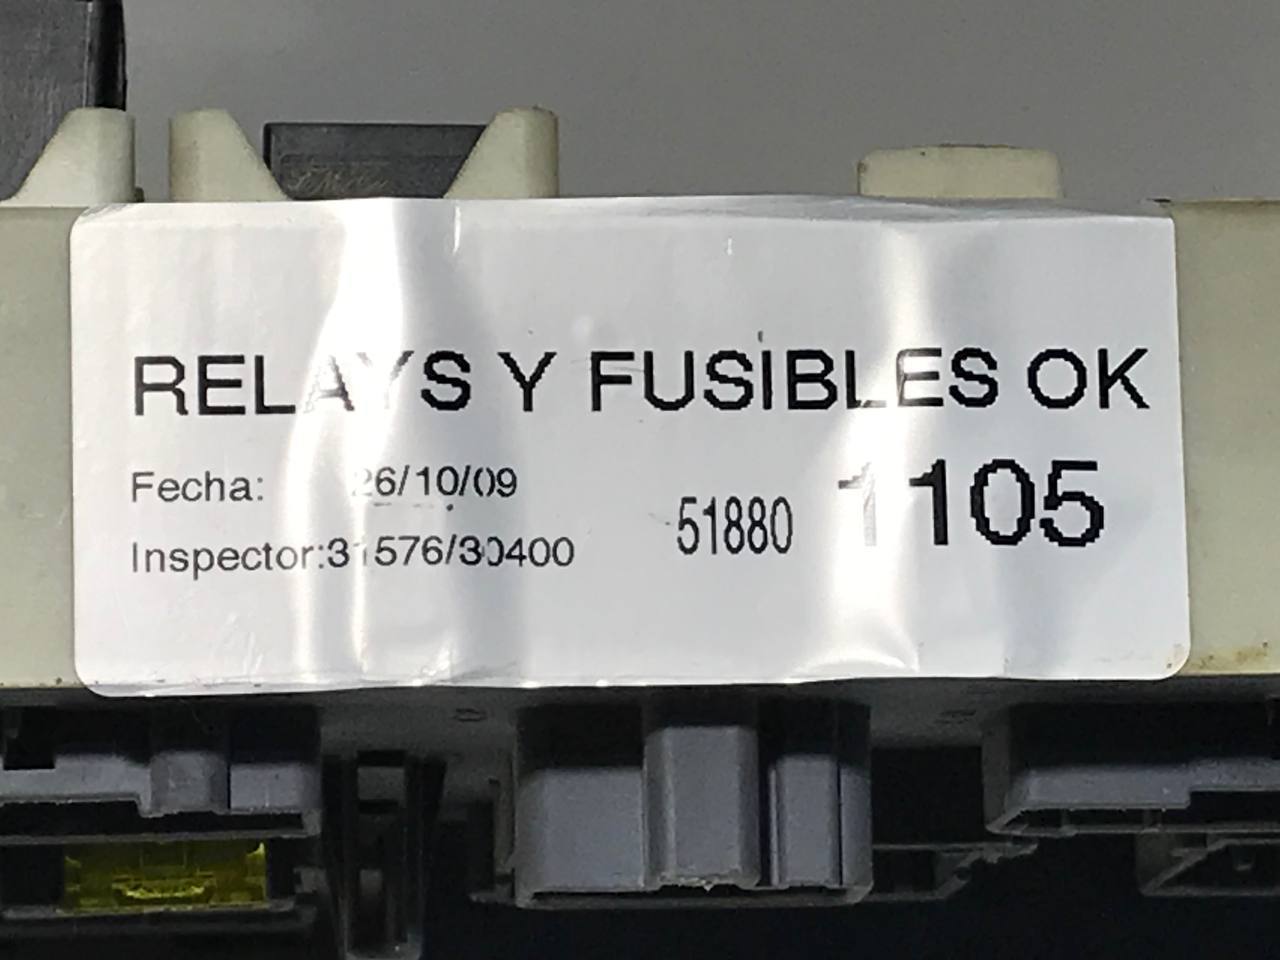 RELAYS Y FUSIBLES OK
Fecha: 26/10/09
51880 1105
Inspector:31576/30400